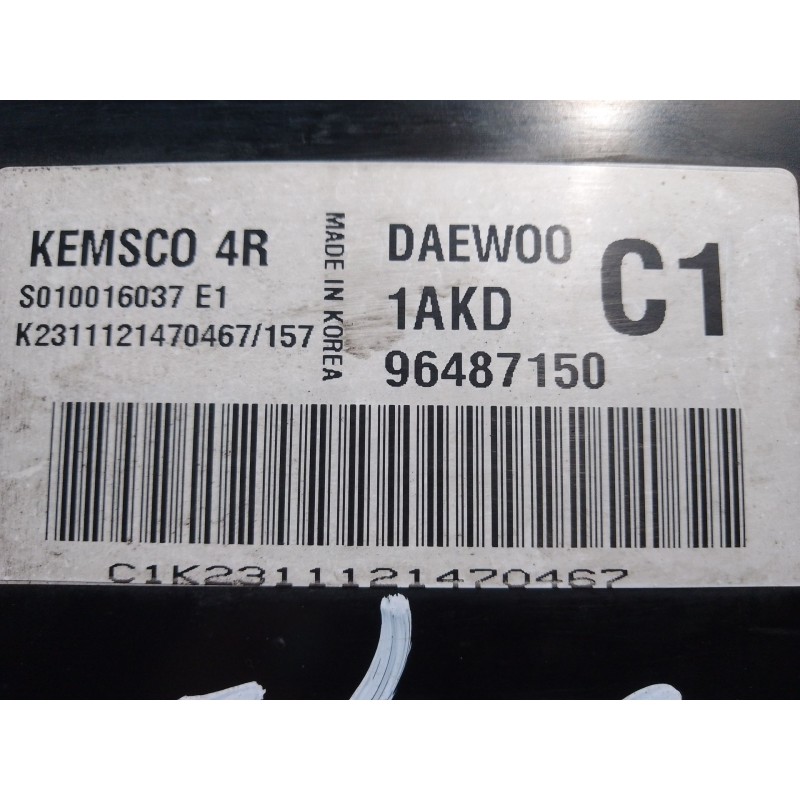 KEMSCO 4R
S010016037 E1
K2311121470467/157
MADE IN KOREA
DAEWOO
1AKD
96487150
C1
C1K2311121470467